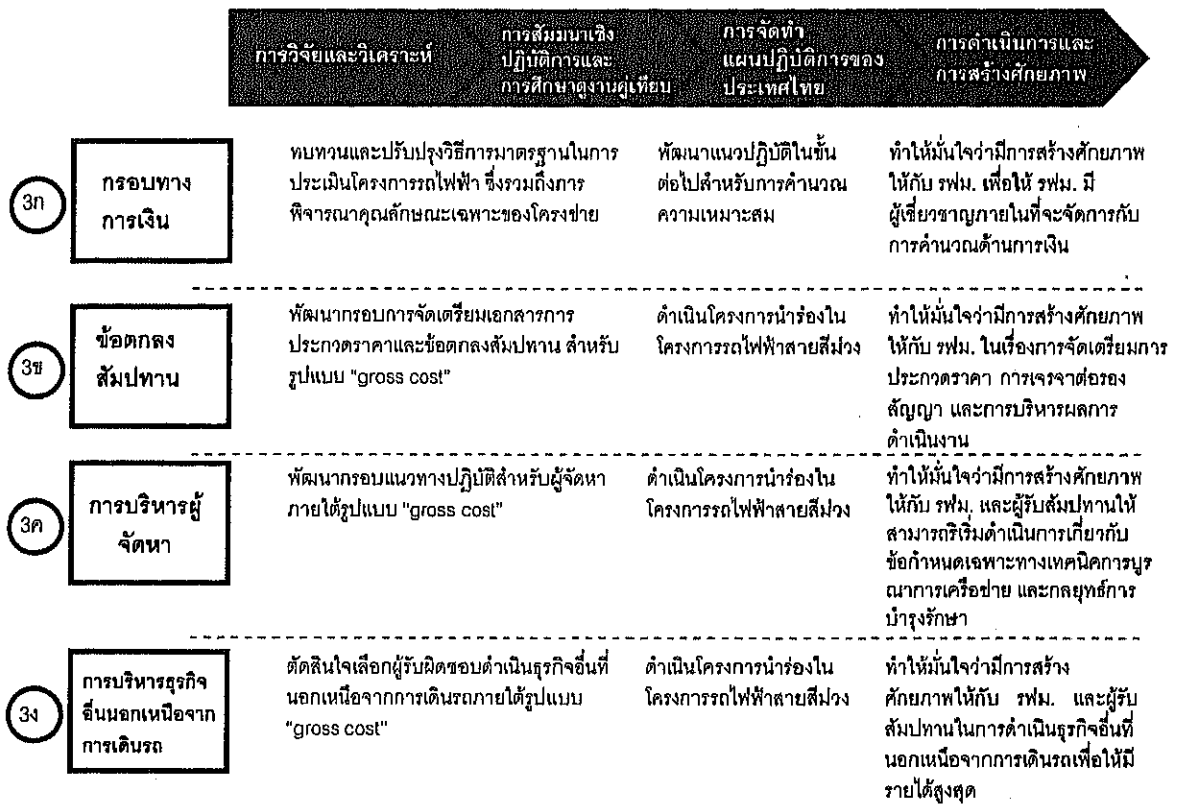 การวิจัยและวิเคราะห์
การสัมมนาเชิง
ปฏิบัติการและ
การศึกษาดูงานคู่เทียบ
การจัดทำ
แผนปฏิบัติการของ
ประเทศไทย
การดำเนินการและ
การสร้างศักยภาพ
3ก
กรอบทาง
การเงิน
ทบทวนและปรับปรุงวิธีการมาตรฐานในการ
ประเมินโครงการรถไฟฟ้า ซึ่งรวมถึงการ
พิจารณาคุณลักษณะเฉพาะของโครงข่าย
พัฒนาแนวปฏิบัติในขั้น
ต่อไปสำหรับการคำนวณ
ความเหมาะสม
ทำให้มั่นใจว่ามีการสร้างศักยภาพ
ให้กับ รฟม. เพื่อให้ รฟม. มี
ผู้เชี่ยวชาญภายในที่จะจัดการกับ
การคำนวณด้านการเงิน
3ข
ข้อตกลง
สัมปทาน
พัฒนากรอบการจัดเตรียมเอกสารการ
ประกวดราคาและข้อตกลงสัมปทาน สำหรับ
รูปแบบ "gross cost"
ดำเนินโครงการนำร่องใน
โครงการรถไฟฟ้าสายสีม่วง
ทำให้มั่นใจว่ามีการสร้างศักยภาพ
ให้กับ รฟม. ในเรื่องการจัดเตรียมการ
ประกวดราคา การเจรจาต่อรอง
สัญญา และการบริหารผลการ
ดำเนินงาน
3ค
การบริหารผู้
จัดหา
พัฒนากรอบแนวทางปฏิบัติสำหรับผู้จัดหา
ภายใต้รูปแบบ "gross cost"
ดำเนินโครงการนำร่องใน
โครงการรถไฟฟ้าสายสีม่วง
ทำให้มั่นใจว่ามีการสร้างศักยภาพ
ให้กับ รฟม. และผู้รับสัมปทานให้
สามารถริเริ่มดำเนินการเกี่ยวกับ
ข้อกำหนดเฉพาะทางเทคนิคการบูร
ณาการเครือข่าย และกลยุทธ์การ
บำรุงรักษา
3ง
การบริหารธุรกิจ
อื่นนอกเหนือจาก
การเดินรถ
ตัดสินใจเลือกผู้รับผิดชอบดำเนินธุรกิจอื่นที่
นอกเหนือจากการเดินรถภายใต้รูปแบบ
"gross cost"
ดำเนินโครงการนำร่องใน
โครงการรถไฟฟ้าสายสีม่วง
ทำให้มั่นใจว่ามีการสร้าง
ศักยภาพให้กับ รฟม. และผู้รับ
สัมปทานในการดำเนินธุรกิจอื่นที่
นอกเหนือจากการเดินรถเพื่อให้มี
รายได้สูงสุด